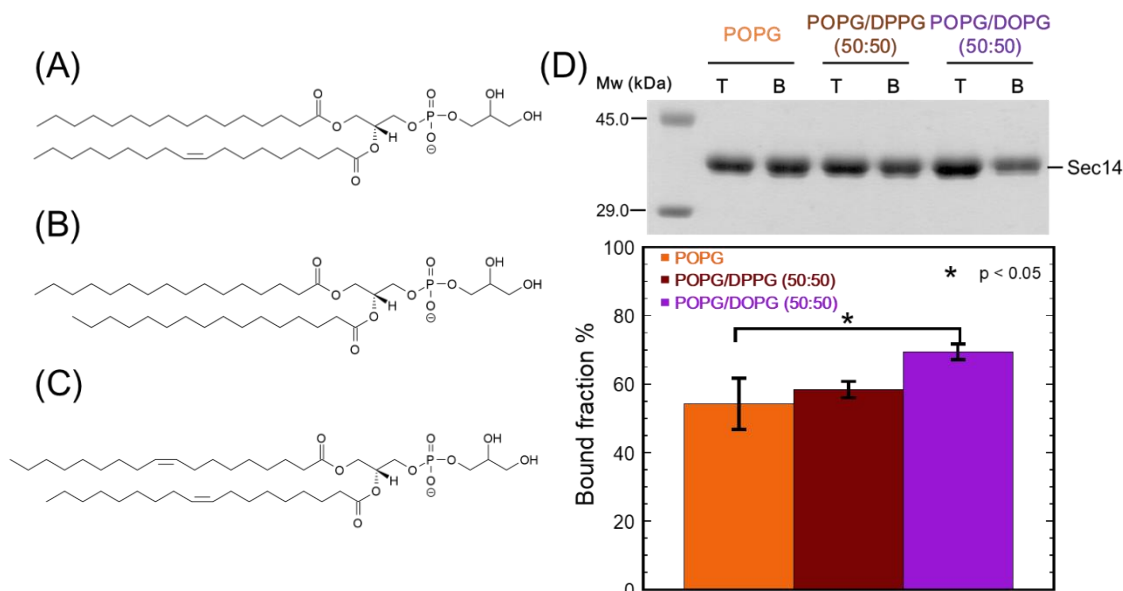 (A)
O
O
O
P
O
O
OH
OH
H
O
O
⊖
O
(B)
O
O
O
P
O
O
OH
OH
H
O
O
⊖
O
(C)
O
O
O
P
O
O
OH
OH
H
O
O
⊖
O
(D)
POPG
POPG/DPPG
(50:50)
POPG/DOPG
(50:50)
Mw (kDa)
T B T B T B
45.0
Sec14
29.0
100
POPG
POPG/DPPG (50:50)
POPG/DOPG (50:50)
* p < 0.05
*
80
60
40
20
0
Bound fraction %